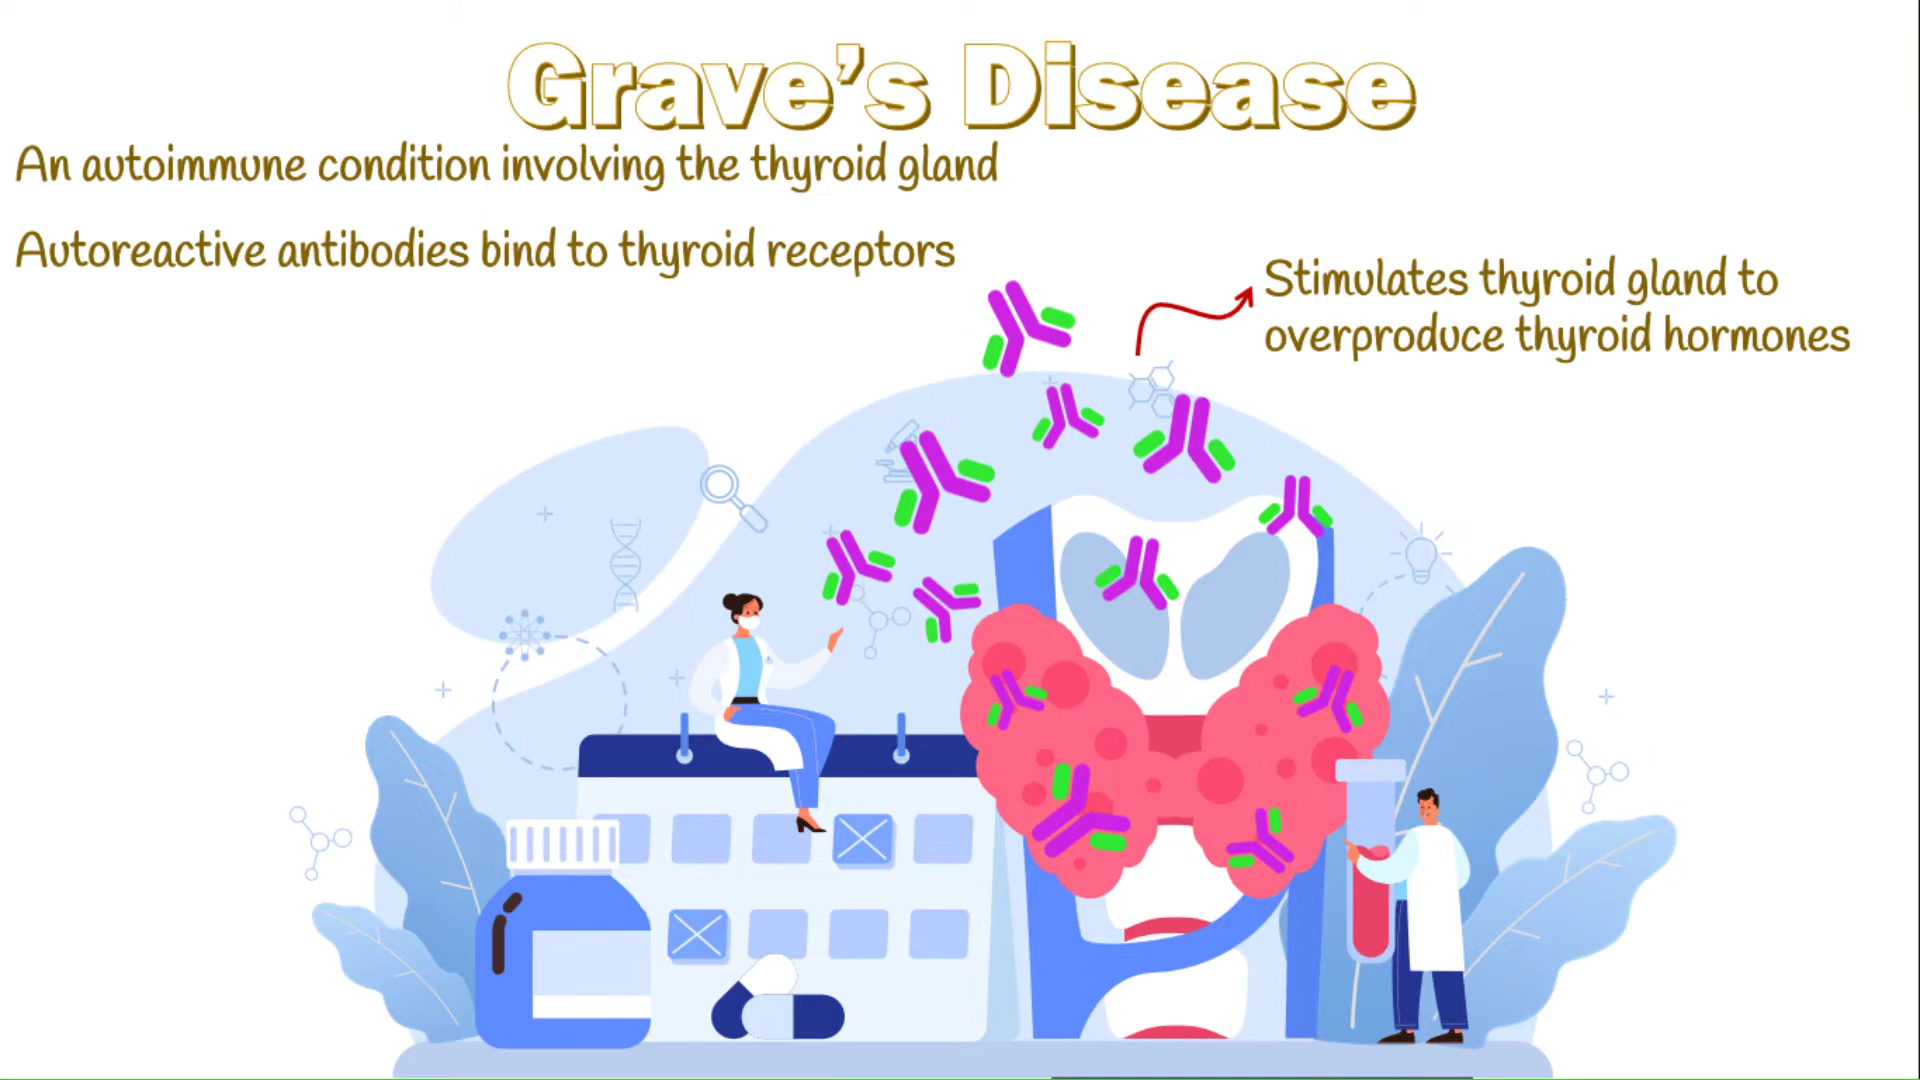 Grave’s Disease
An autoimmune condition involving the thyroid gland
Autoreactive antibodies bind to thyroid receptors
Stimulates thyroid gland to
overproduce thyroid hormones